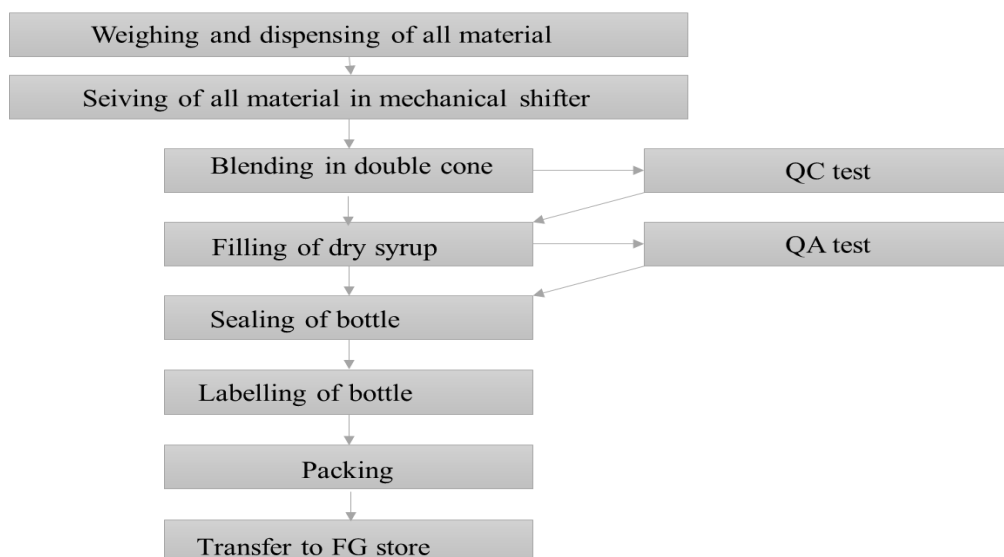 Weighing and dispensing of all material
Seiving of all material in mechanical shifter
Blending in double cone
QC test
Filling of dry syrup
QA test
Sealing of bottle
Labelling of bottle
Packing
Transfer to FG store